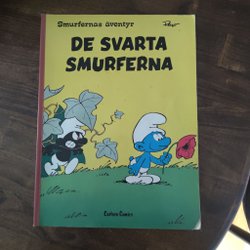 Smurfernas äventyr
Peyo
DE SVARTA
SMURFERNA
Carlsen Comics